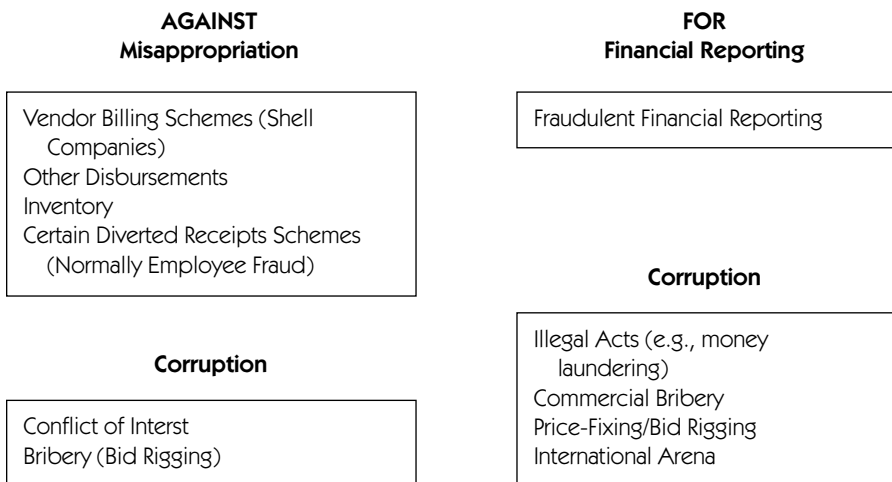 AGAINST
Misappropriation
Vendor Billing Schemes (Shell
Companies)
Other Disbursements
Inventory
Certain Diverted Receipts Schemes
(Normally Employee Fraud)
Corruption
Conflict of Interst
Bribery (Bid Rigging)
FOR
Financial Reporting
Fraudulent Financial Reporting
Corruption
Illegal Acts (e.g., money
laundering)
Commercial Bribery
Price-Fixing/Bid Rigging
International Arena